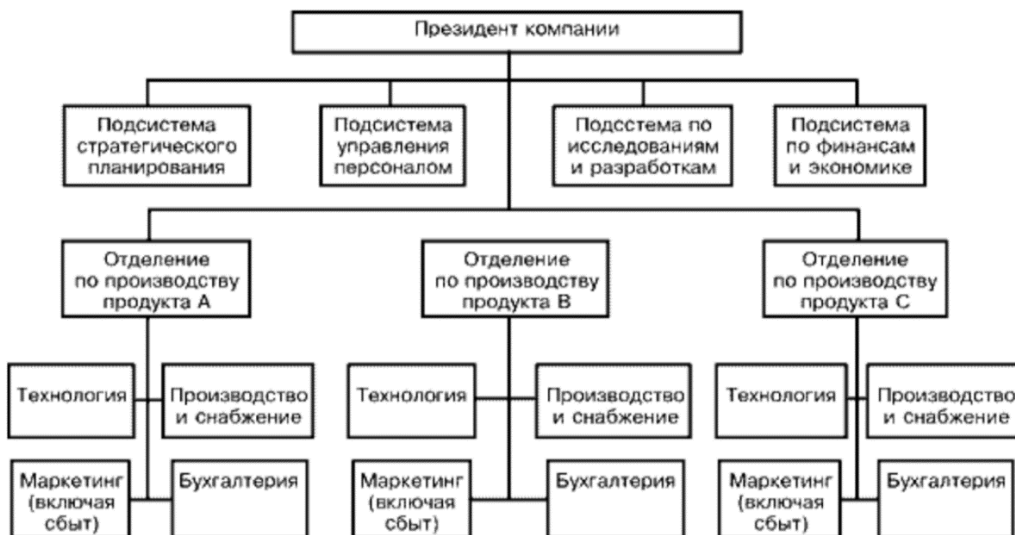 Президент компании
Подсистема
стратегического
планирования
Подсистема
управления
персоналом
Подсстема по
исследованиям
и разработкам
Подсистема
по финансам
и экономике
Отделение
по производству
продукта А
Отделение
по производству
продукта В
Отделение
по производству
продукта С
Технология
Производство
и снабжение
Технология
Производство
и снабжение
Технология
Производство
и снабжение
Маркетинг
(включая
сбыт)
Бухгалтерия
Маркетинг
(включая
сбыт)
Бухгалтерия
Маркетинг
(включая
сбыт)
Бухгалтерия